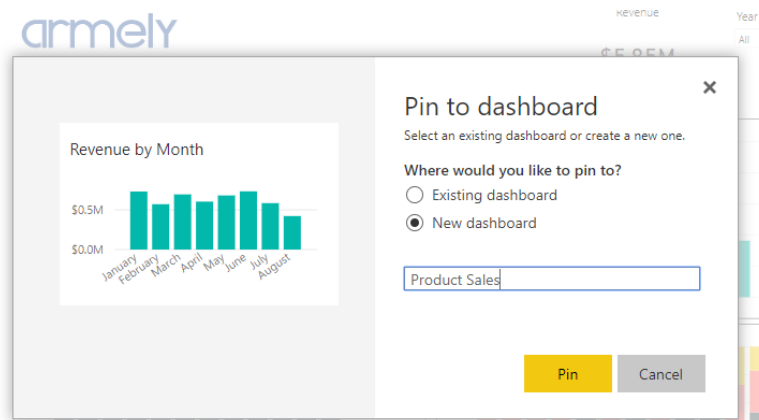 armely
Revenue
Year
All
$5.85M
Pin to dashboard
Select an existing dashboard or create a new one.
Where would you like to pin to?
Existing dashboard
New dashboard
Product Sales
Pin
Cancel
Revenue by Month
$0.5M
$0.0M
January
February
March
April
May
June
July
August